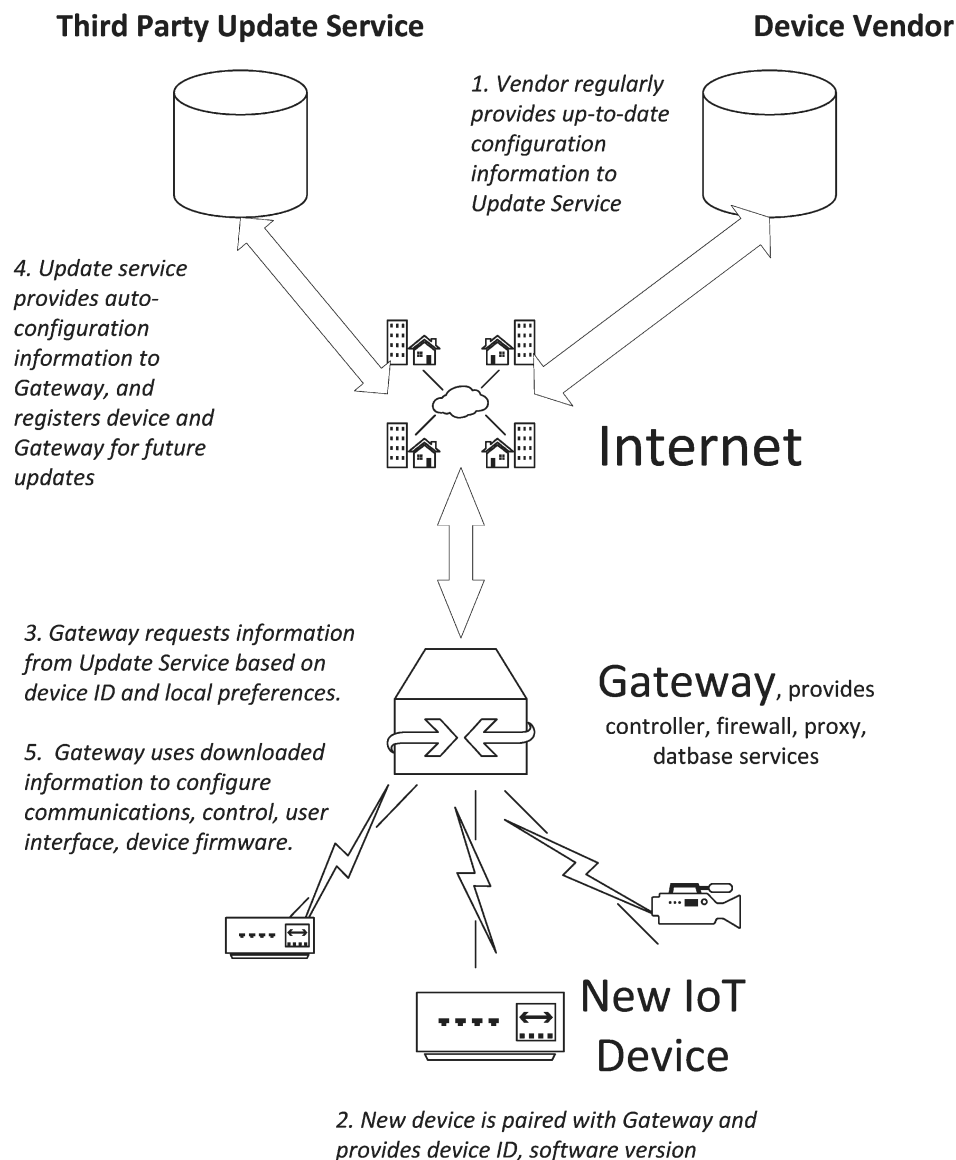 Third Party Update Service
Device Vendor
1. Vendor regularly
provides up-to-date
configuration
information to
Update Service
4. Update service
provides auto-
configuration
information to
Gateway, and
registers device and
Gateway for future
updates
Internet
3. Gateway requests information
from Update Service based on
device ID and local preferences.
Gateway, provides
controller, firewall, proxy,
datbase services
5. Gateway uses downloaded
information to configure
communications, control, user
interface, device firmware.
New IoT
Device
2. New device is paired with Gateway and
provides device ID, software version